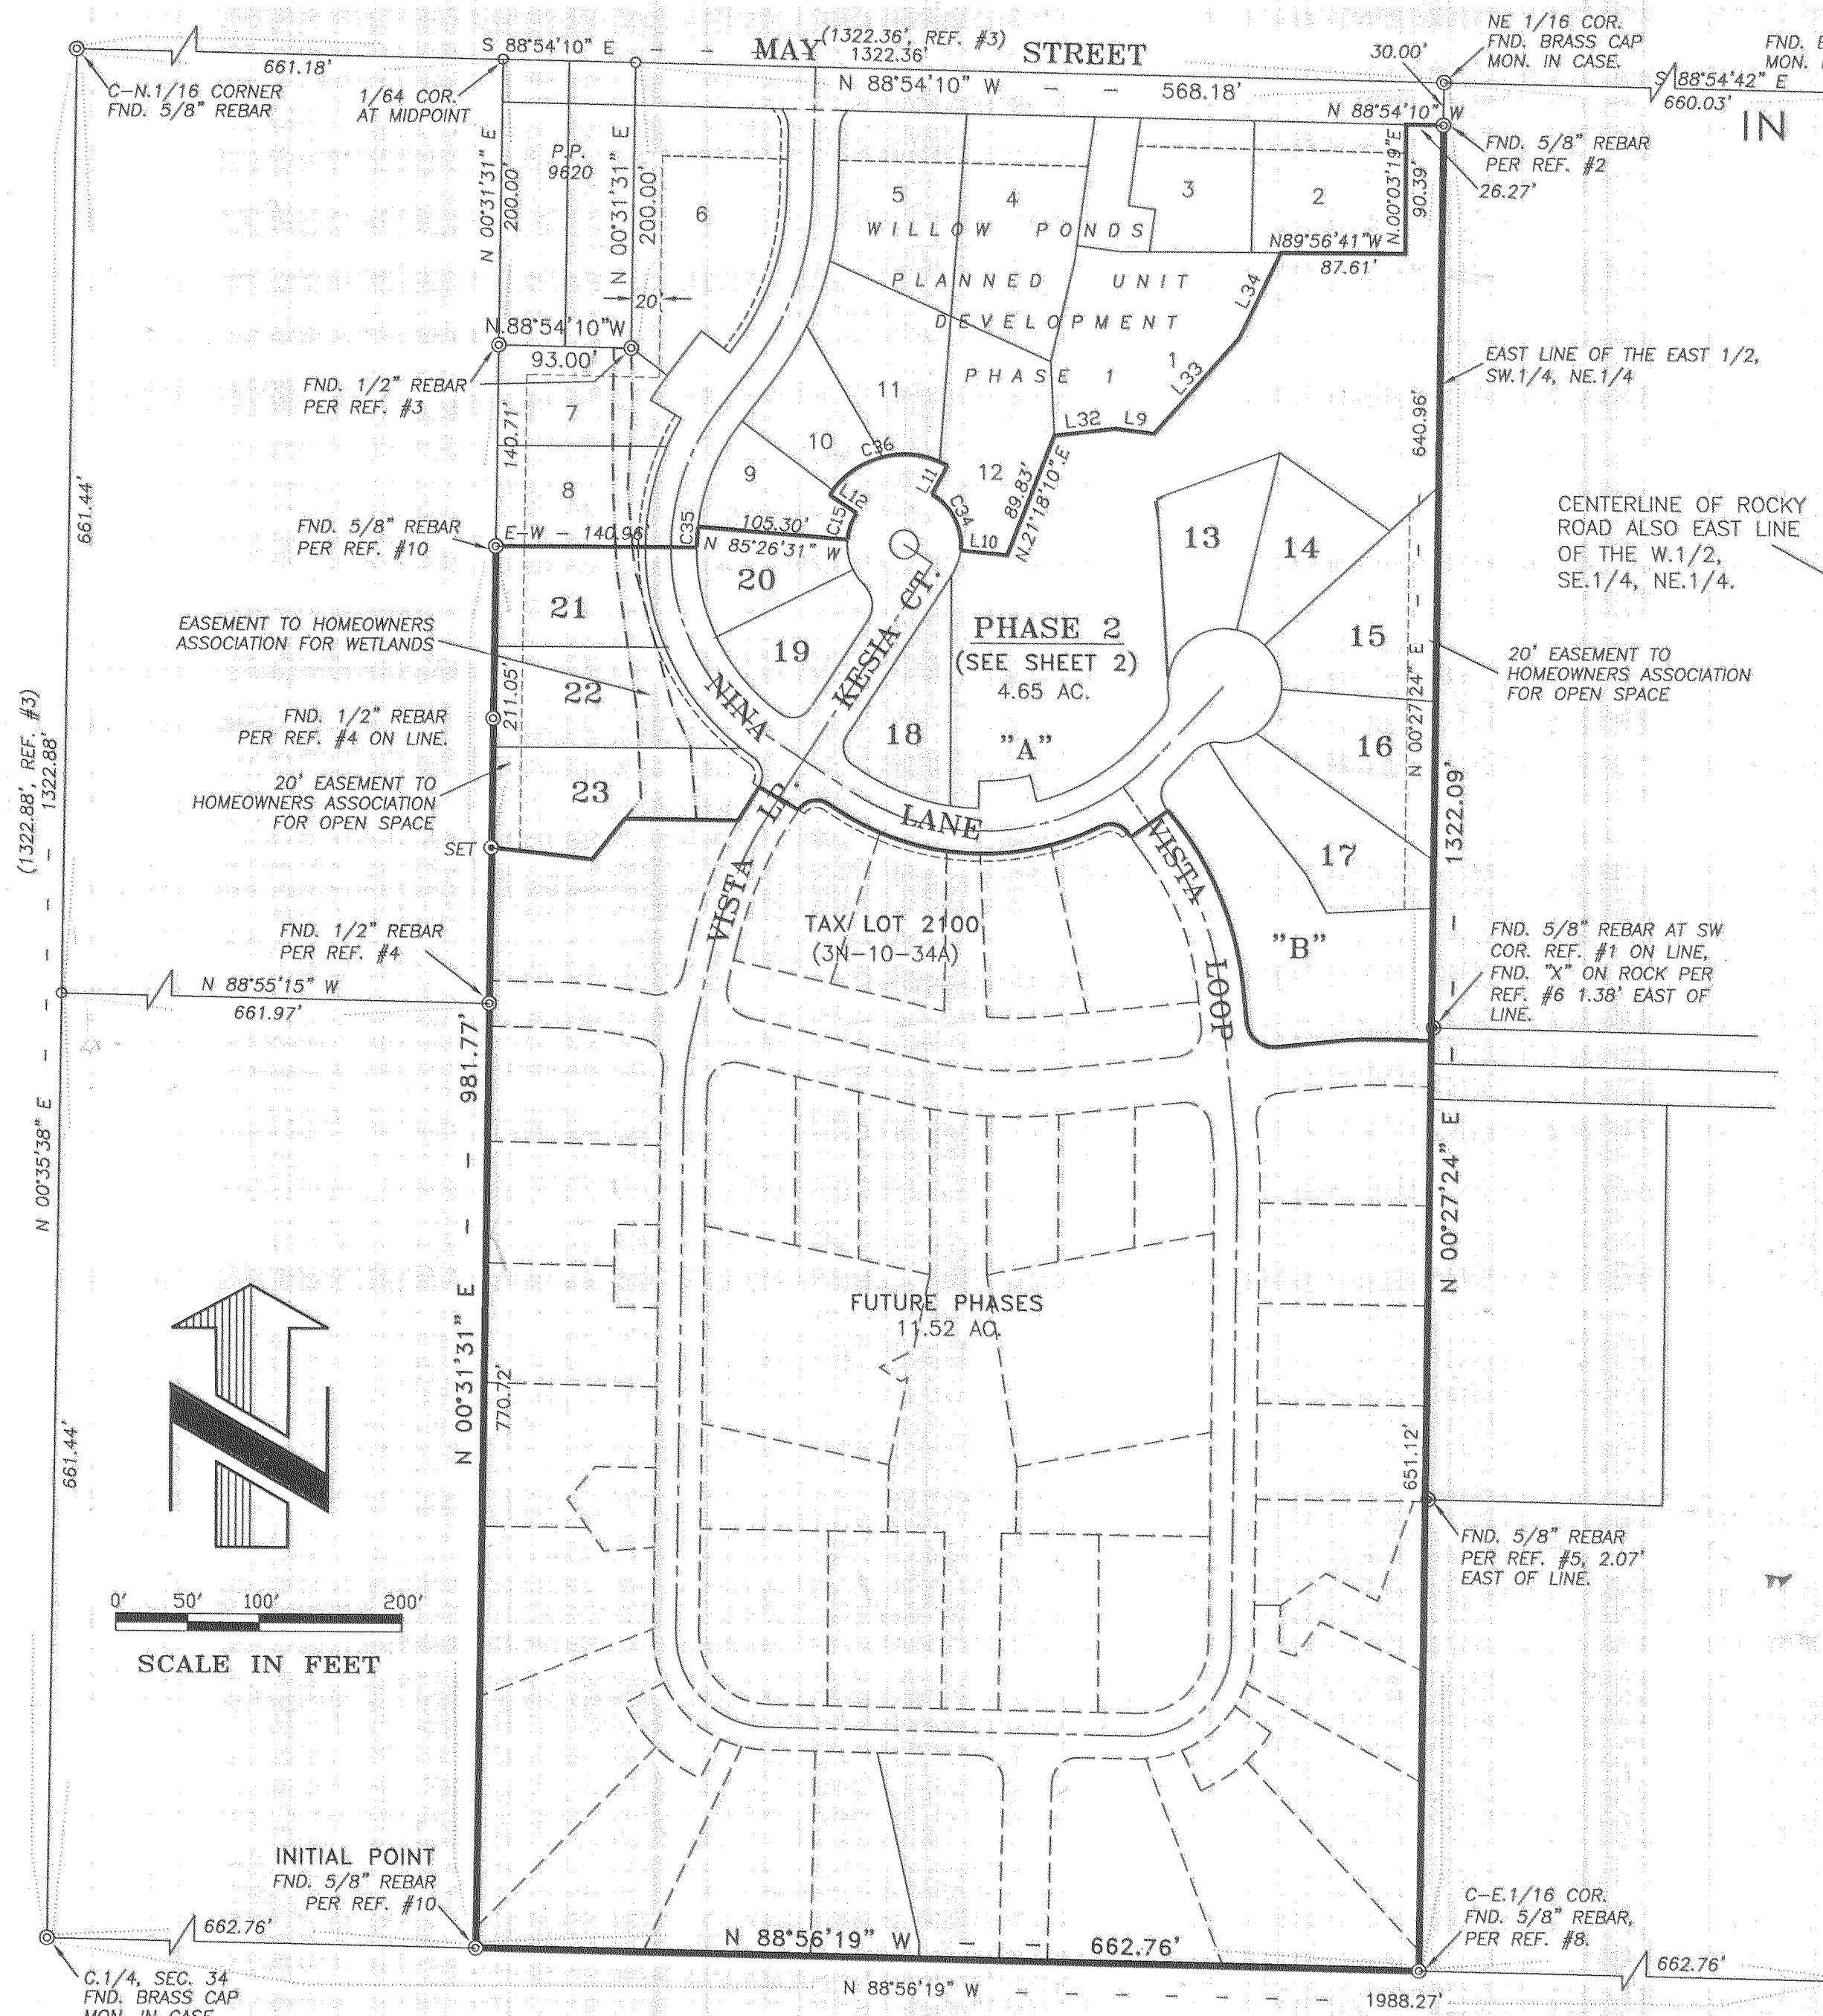 NE 1/16 COR.
FND. BRASS CAP
MON. IN CASE.
(1322.36', REF. #3)
S 88°54'10" E - - MAY 1322.36' STREET
30.00'
FND.
MON.
661.18'
S 88°54'42" E
660.03'
C-N.1/16 CORNER
FND. 5/8" REBAR
1/64 COR.
AT MIDPOINT
N 88°54'10" W - - 568.18'
N 88°54'10" W
IN
FND. 5/8" REBAR
PER REF. #2
26.27'
N 00°31'31" E
200.00'
P.P.
9620
N 00°31'31" E
200.00'
6
5
4
3
2
N.00°03'19"E
90.39'
WILLOW PONDS
N89°56'41"W
87.61'
PLANNED UNIT
DEVELOPMENT
PHASE 1
1
L34
L33
20'
N.88°54'10"W
93.00'
FND. 1/2" REBAR
PER REF. #3
EAST LINE OF THE EAST 1/2,
SW.1/4, NE.1/4
640.96'
7
140.71'
8
11
10
9
12
C36
L32
L9
L11
L12
C15
C34
L10
89.83'
N.21°18'10".E
661.44'
FND. 5/8" REBAR
PER REF. #10
E-W - 140.96'
C35
105.30'
N 85°26'31" W
CENTERLINE OF ROCKY
ROAD ALSO EAST LINE
OF THE W.1/2,
SE.1/4, NE.1/4.
13
14
15
20
21
19
EASEMENT TO HOMEOWNERS
ASSOCIATION FOR WETLANDS
PHASE 2
(SEE SHEET 2)
4.65 AC.
20' EASEMENT TO
HOMEOWNERS ASSOCIATION
FOR OPEN SPACE
N 00°27'24" E
KESIA CT.
NINA
LANE
22
211.05'
18
"A"
16
FND. 1/2" REBAR
PER REF. #4 ON LINE.
(1322.88', REF. #3)
1322.88'
20' EASEMENT TO
HOMEOWNERS ASSOCIATION
FOR OPEN SPACE
23
1322.09'
SET
17
VISTA LP.
VISTA
LOOP
TAX LOT 2100
(3N-10-34A)
"B"
FND. 1/2" REBAR
PER REF. #4
FND. 5/8" REBAR AT SW
COR. REF. #1 ON LINE,
FND. "X" ON ROCK PER
REF. #6 1.38' EAST OF
LINE.
N 88°55'15" W
661.97'
981.77'
N 00°35'38" E
N 00°27'24" E
N 00°31'31" E
770.72'
FUTURE PHASES
11.52 AC.
661.44'
651.12'
FND. 5/8" REBAR
PER REF. #5, 2.07'
EAST OF LINE.
0' 50' 100' 200'
SCALE IN FEET
INITIAL POINT
FND. 5/8" REBAR
PER REF. #10
C-E.1/16 COR.
FND. 5/8" REBAR,
PER REF. #8.
662.76'
N 88°56'19" W - - 662.76'
662.76'
C.1/4, SEC. 34
FND. BRASS CAP
MON. IN CASE
N 88°56'19" W - - - - - - - 1988.27'